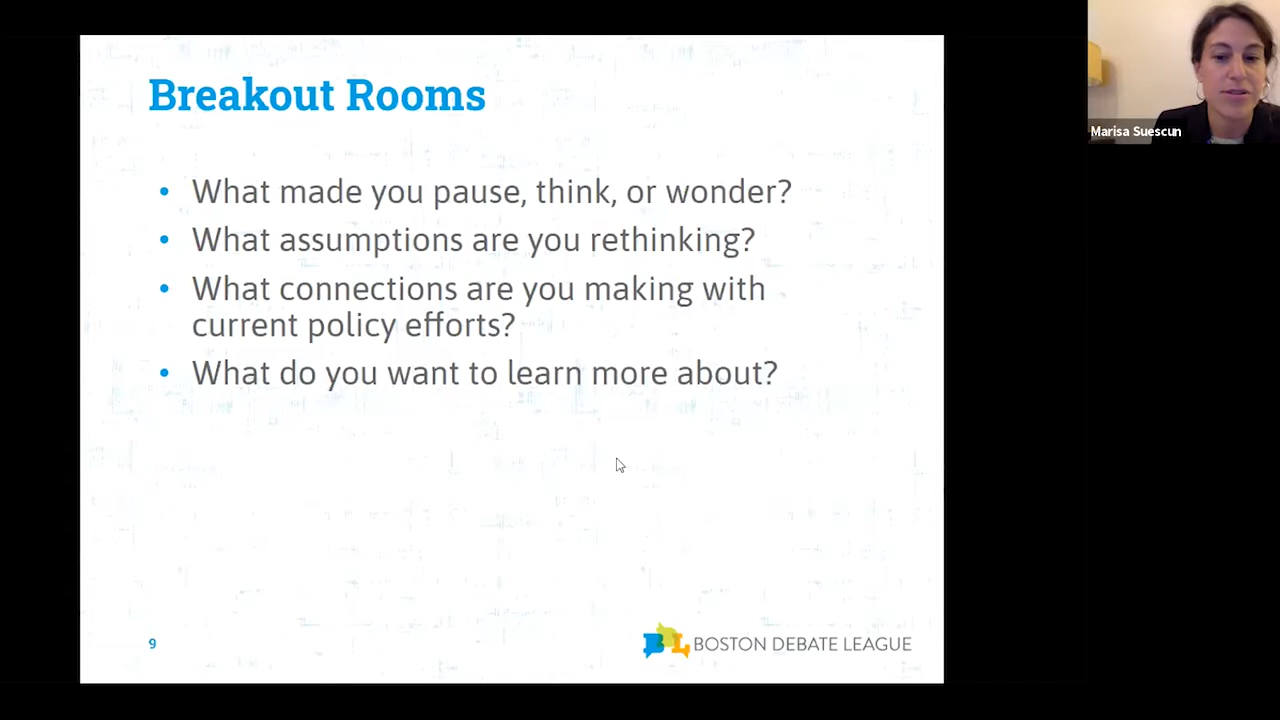 Breakout Rooms
• What made you pause, think, or wonder?
• What assumptions are you rethinking?
• What connections are you making with
current policy efforts?
• What do you want to learn more about?
9
BL BOSTON DEBATE LEAGUE
Marisa Suescun